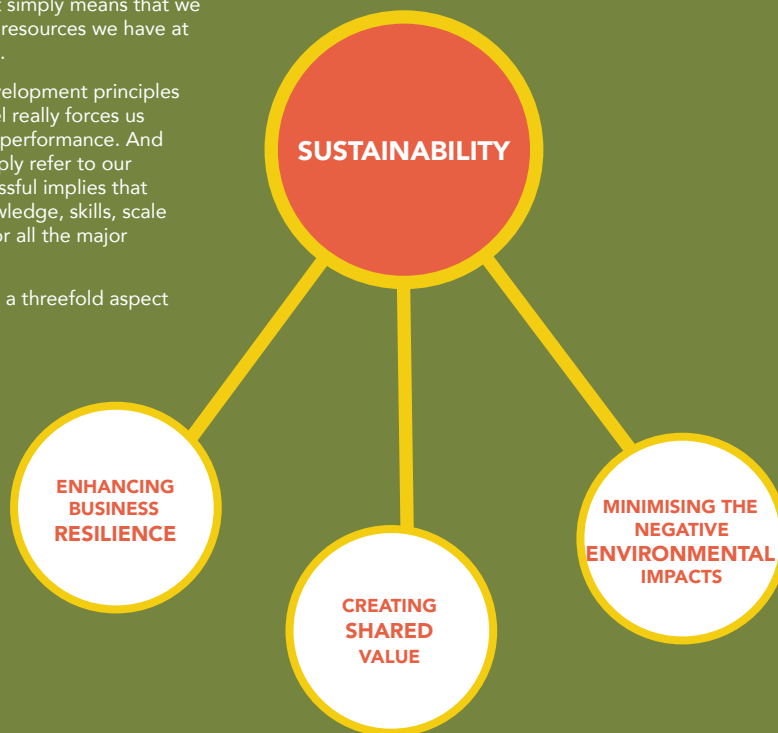 simply means that we
resources we have at
.
velopment principles
el really forces us
performance. And
ply refer to our
ssful implies that
wledge, skills, scale
or all the major
a threefold aspect
SUSTAINABILITY
ENHANCING
BUSINESS
RESILIENCE
CREATING
SHARED
VALUE
MINIMISING THE
NEGATIVE
ENVIRONMENTAL
IMPACTS